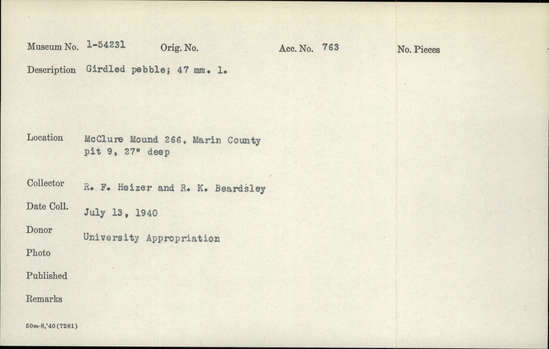 Museum No. 1-54231 Orig. No. Acc. No. 763 No. Pieces
Description Girdled pebble; 47 mm. l.
Location McClure Mound 266, Marin County
pit 9, 27" deep
Collector R. F. Heizer and R. K. Beardsley
Date Coll. July 13, 1940
Donor University Appropriation
Photo
Published
Remarks
50m-8,'40(7281)